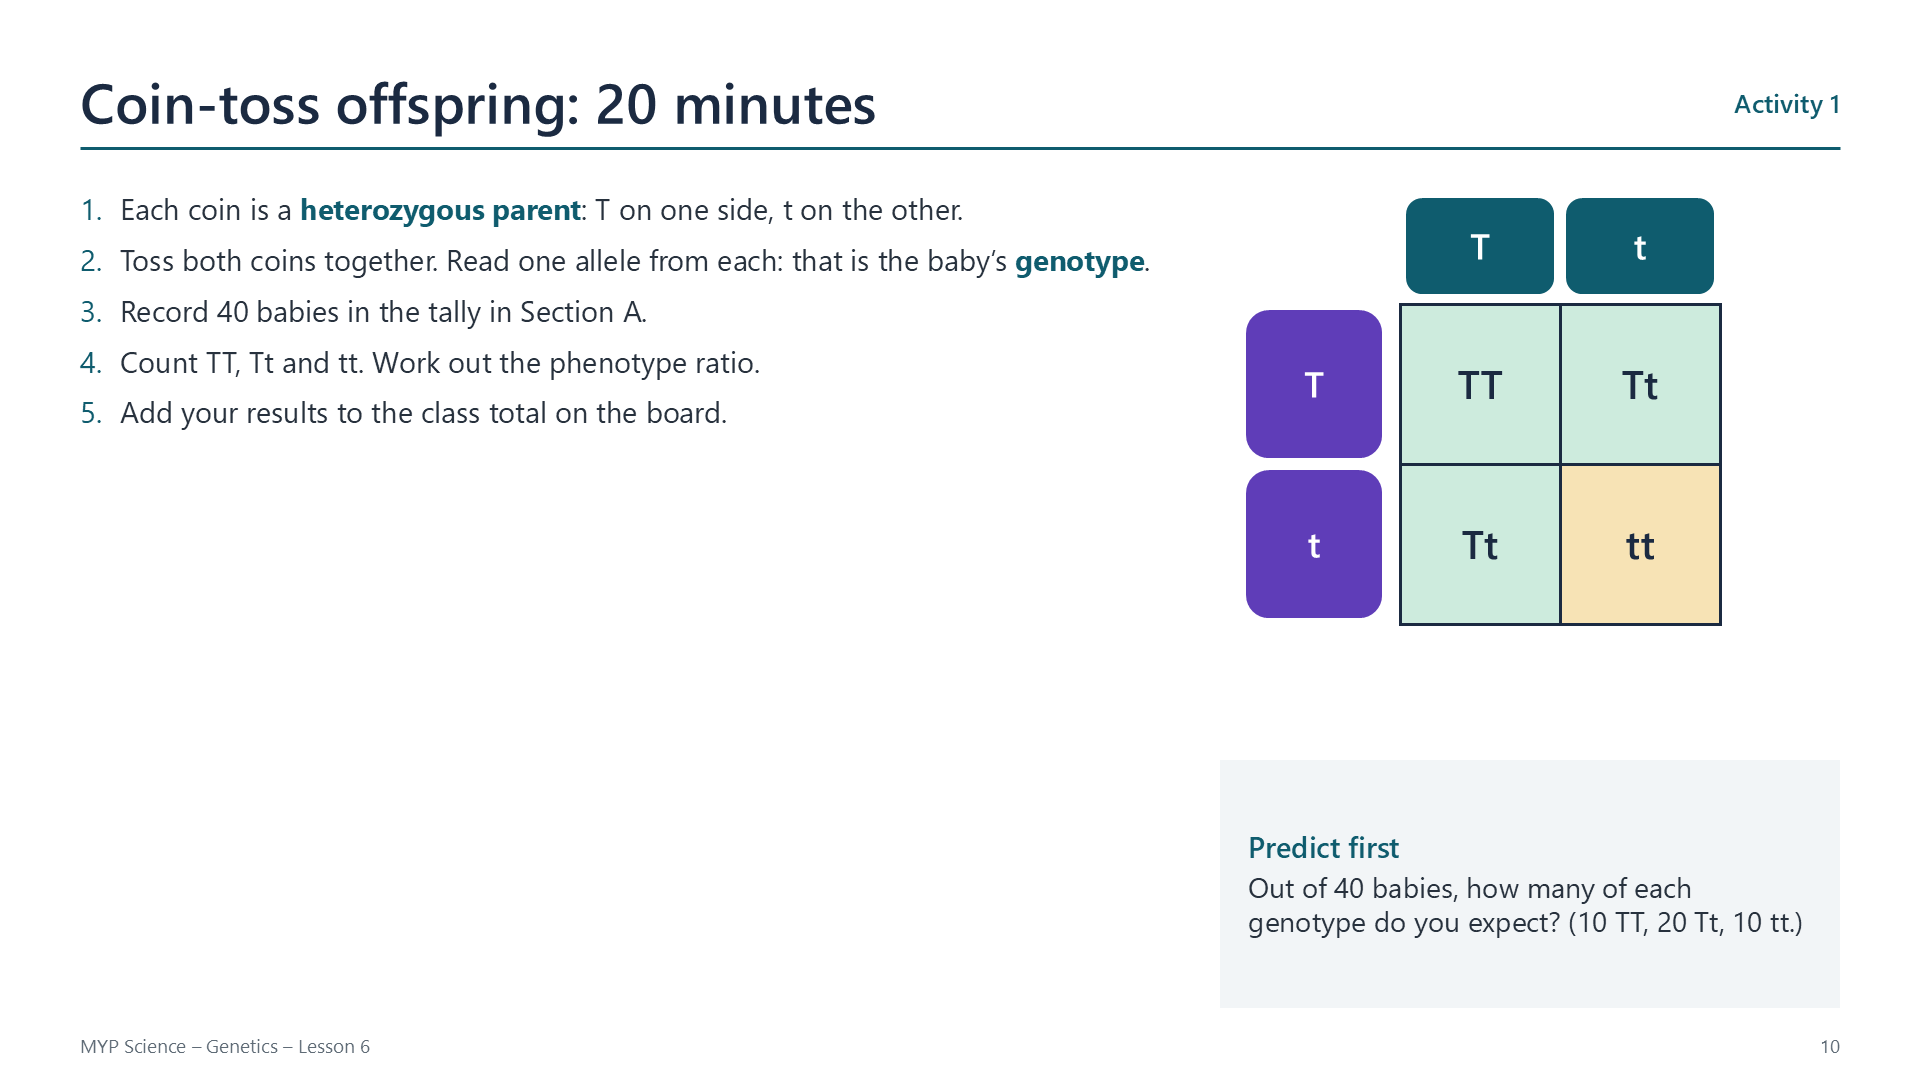 Coin-toss offspring: 20 minutes
Activity 1
1. Each coin is a heterozygous parent: T on one side, t on the other.
2. Toss both coins together. Read one allele from each: that is the baby’s genotype.
3. Record 40 babies in the tally in Section A.
4. Count TT, Tt and tt. Work out the phenotype ratio.
5. Add your results to the class total on the board.
T t
T TT Tt
t Tt tt
Predict first
Out of 40 babies, how many of each
genotype do you expect? (10 TT, 20 Tt, 10 tt.)
MYP Science – Genetics – Lesson 6
10